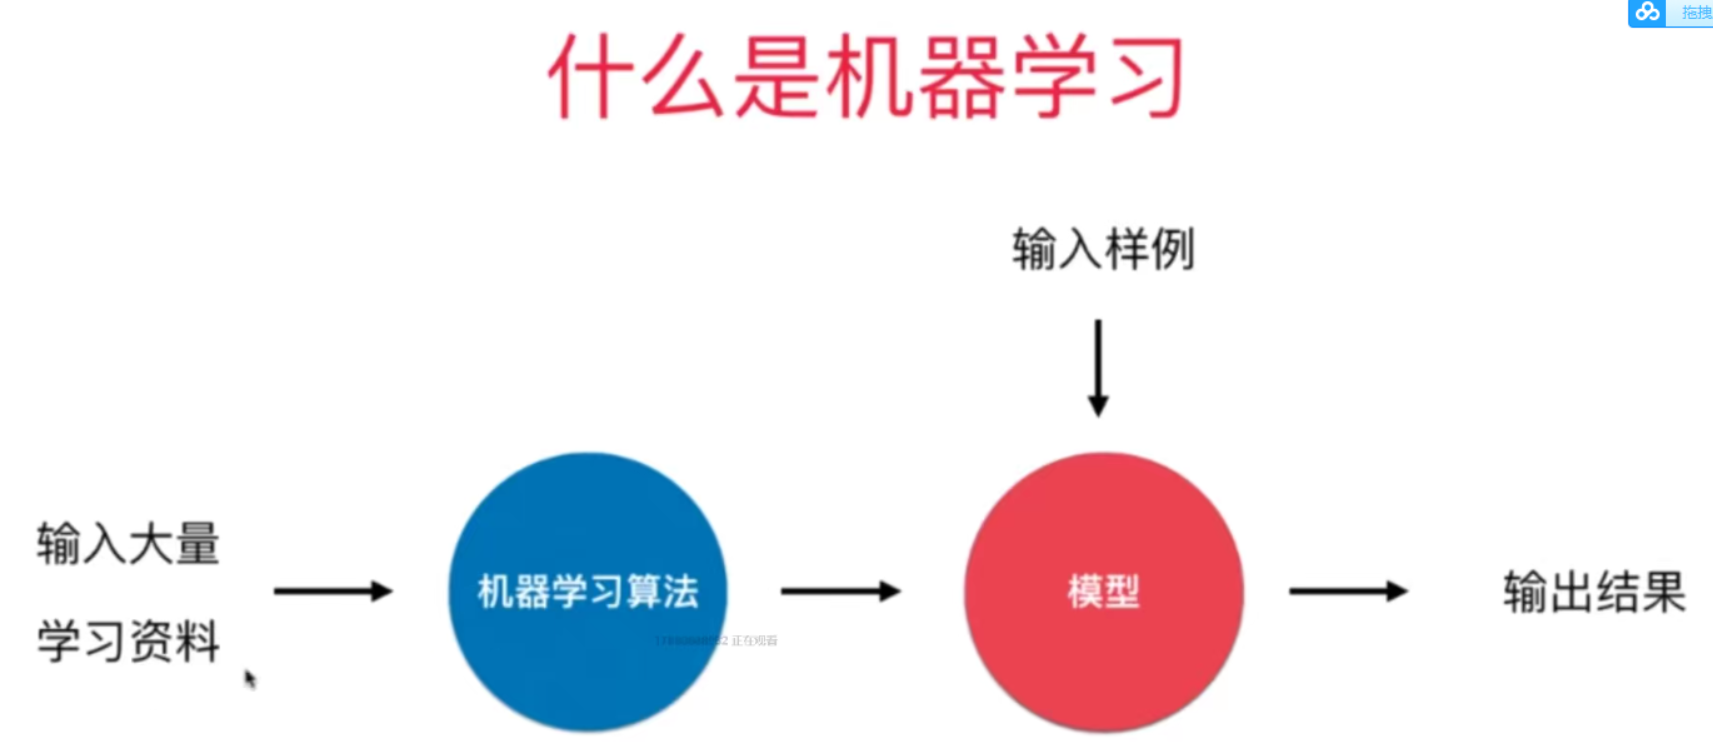 拖拽
什么是机器学习
输入样例
输入大量
学习资料
机器学习算法
模型
输出结果
正在观看